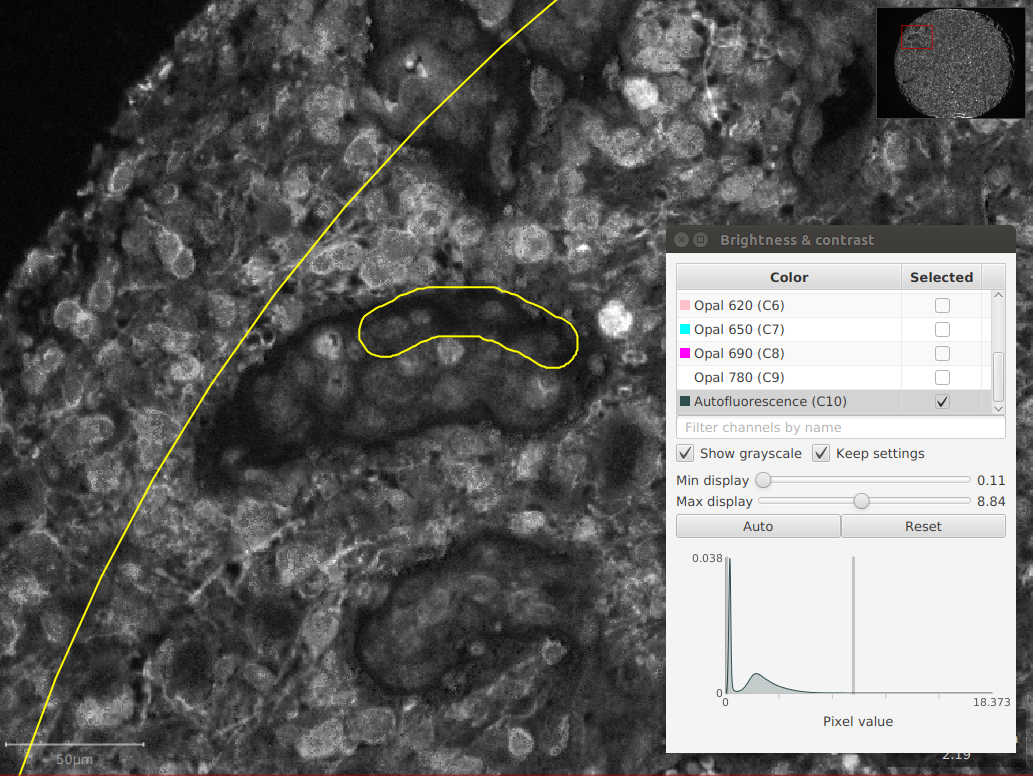 Brightness & contrast
Color Selected
Opal 620 (C6)
Opal 650 (C7)
Opal 690 (C8)
Opal 780 (C9)
Autofluorescence (C10)
Filter channels by name
Show grayscale Keep settings
Min display 0.11
Max display 8.84
Auto Reset
0.038
0
0 18.373
Pixel value
50μm
2.19